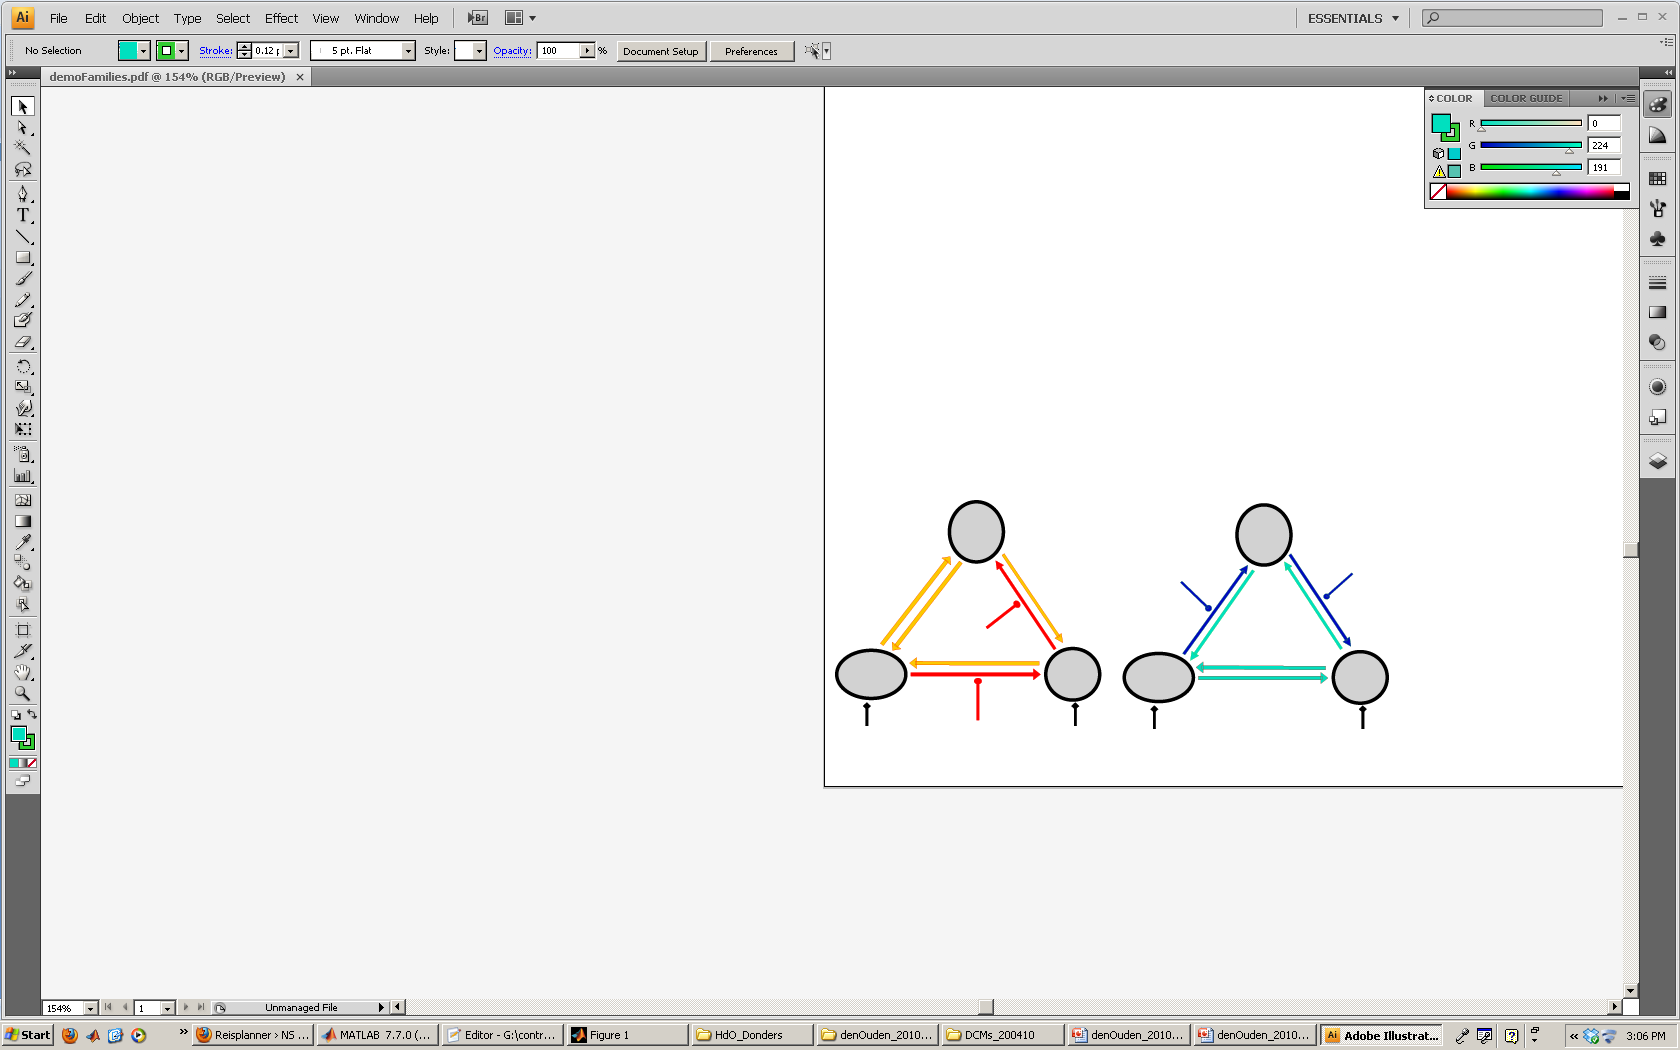 Ai File Edit Object Type Select Effect View Window Help Br ESSENTIALS
No Selection Stroke: 0.12 p 5 pt. Flat Style: Opacity: 100 % Document Setup Preferences
demoFamilies.pdf @ 154% (RGB/Preview) ×
COLOR COLOR GUIDE
R 0
G 224
B 191
T
154% 1 Unmanaged File
Start Reisplanner › NS ... MATLAB 7.7.0 (... Editor - G:\contr... Figure 1 HdO_Donders denOuden_2010... DCMs_200410 denOuden_2010... denOuden_2010... Ai Adobe Illustrat... 3:06 PM